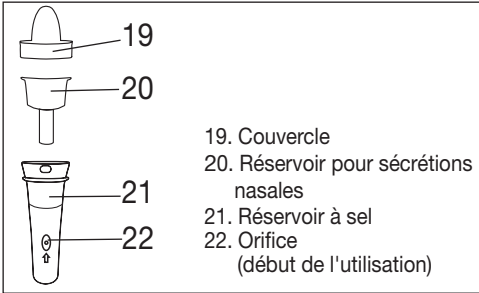 19
20
21
22
19. Couvercle
20. Réservoir pour sécrétions
nasales
21. Réservoir à sel
22. Orifice
(début de l'utilisation)